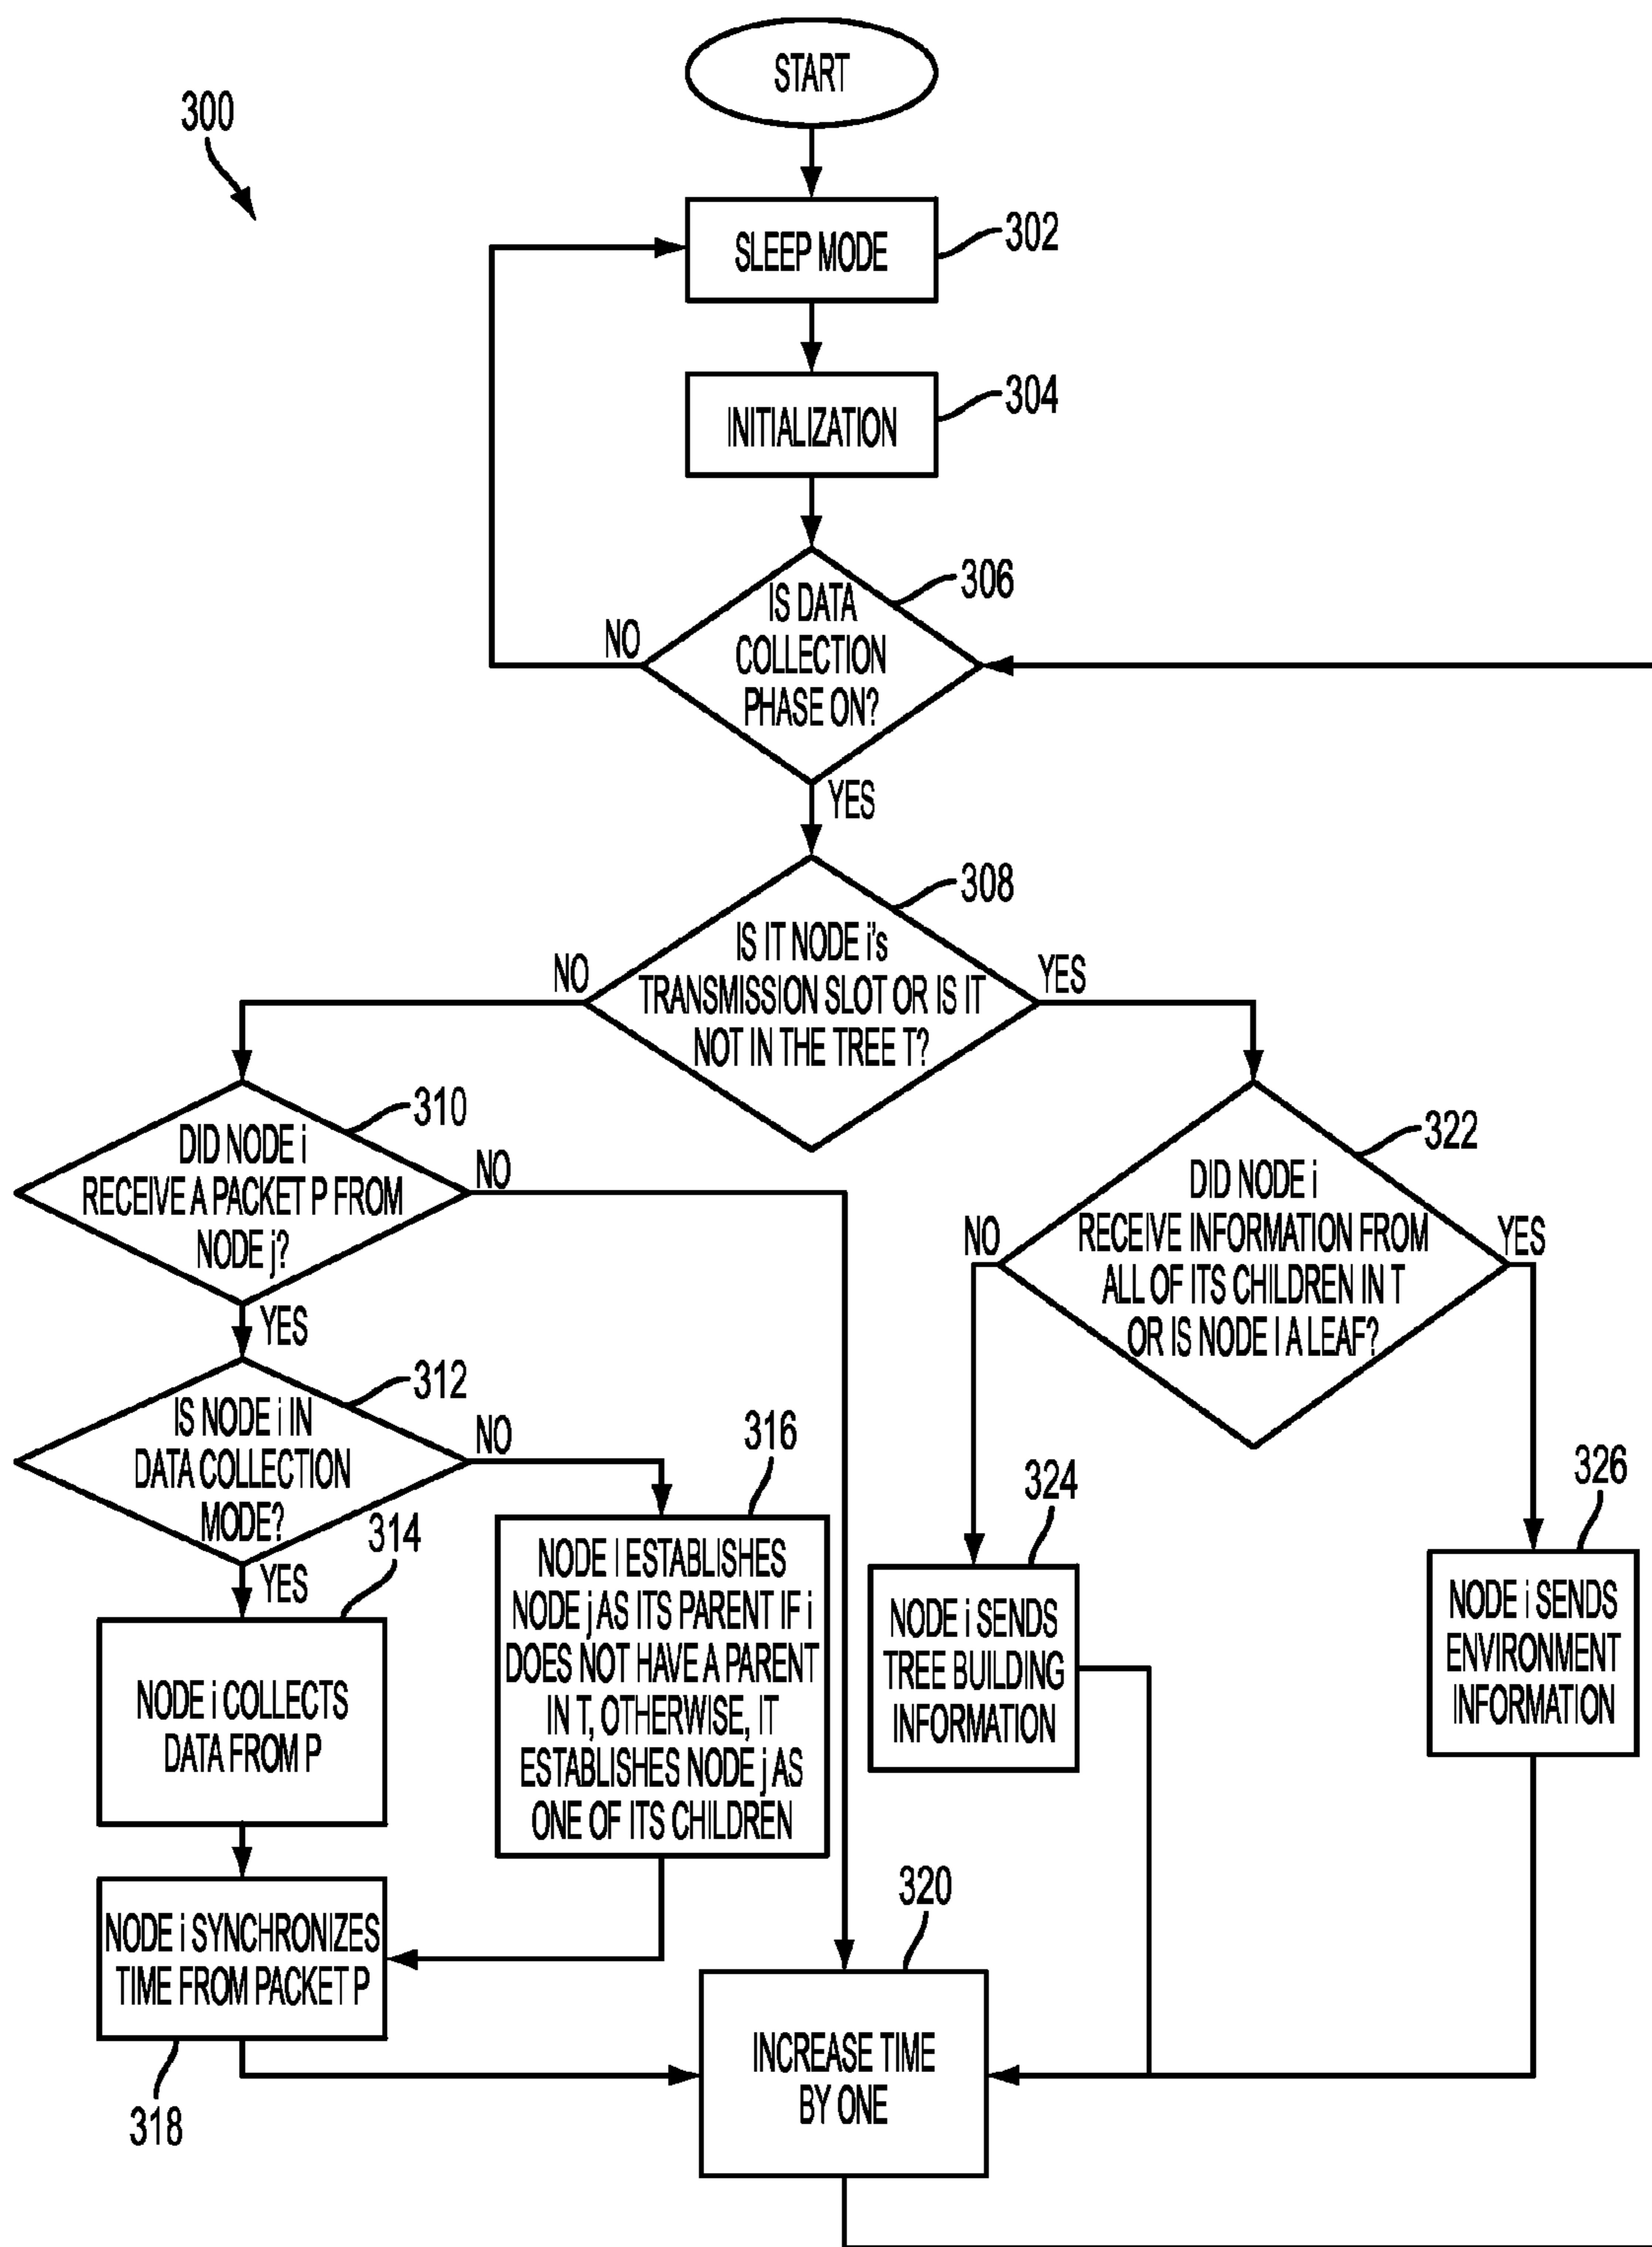 START
300
SLEEP MODE
302
INITIALIZATION
304
IS DATA
COLLECTION
PHASE ON?
306
NO
YES
IS IT NODE i's
TRANSMISSION SLOT OR IS IT
NOT IN THE TREE T?
308
NO
YES
DID NODE i
RECEIVE A PACKET P FROM
NODE j?
310
NO
YES
DID NODE i
RECEIVE INFORMATION FROM
ALL OF ITS CHILDREN IN T
OR IS NODE I A LEAF?
322
NO
YES
IS NODE i IN
DATA COLLECTION
MODE?
312
NO
YES
NODE i COLLECTS
DATA FROM P
314
NODE I ESTABLISHES
NODE j AS ITS PARENT IF i
DOES NOT HAVE A PARENT
IN T, OTHERWISE, IT
ESTABLISHES NODE j AS
ONE OF ITS CHILDREN
316
NODE i SENDS
TREE BUILDING
INFORMATION
324
NODE i SENDS
ENVIRONMENT
INFORMATION
326
NODE i SYNCHRONIZES
TIME FROM PACKET P
318
INCREASE TIME
BY ONE
320